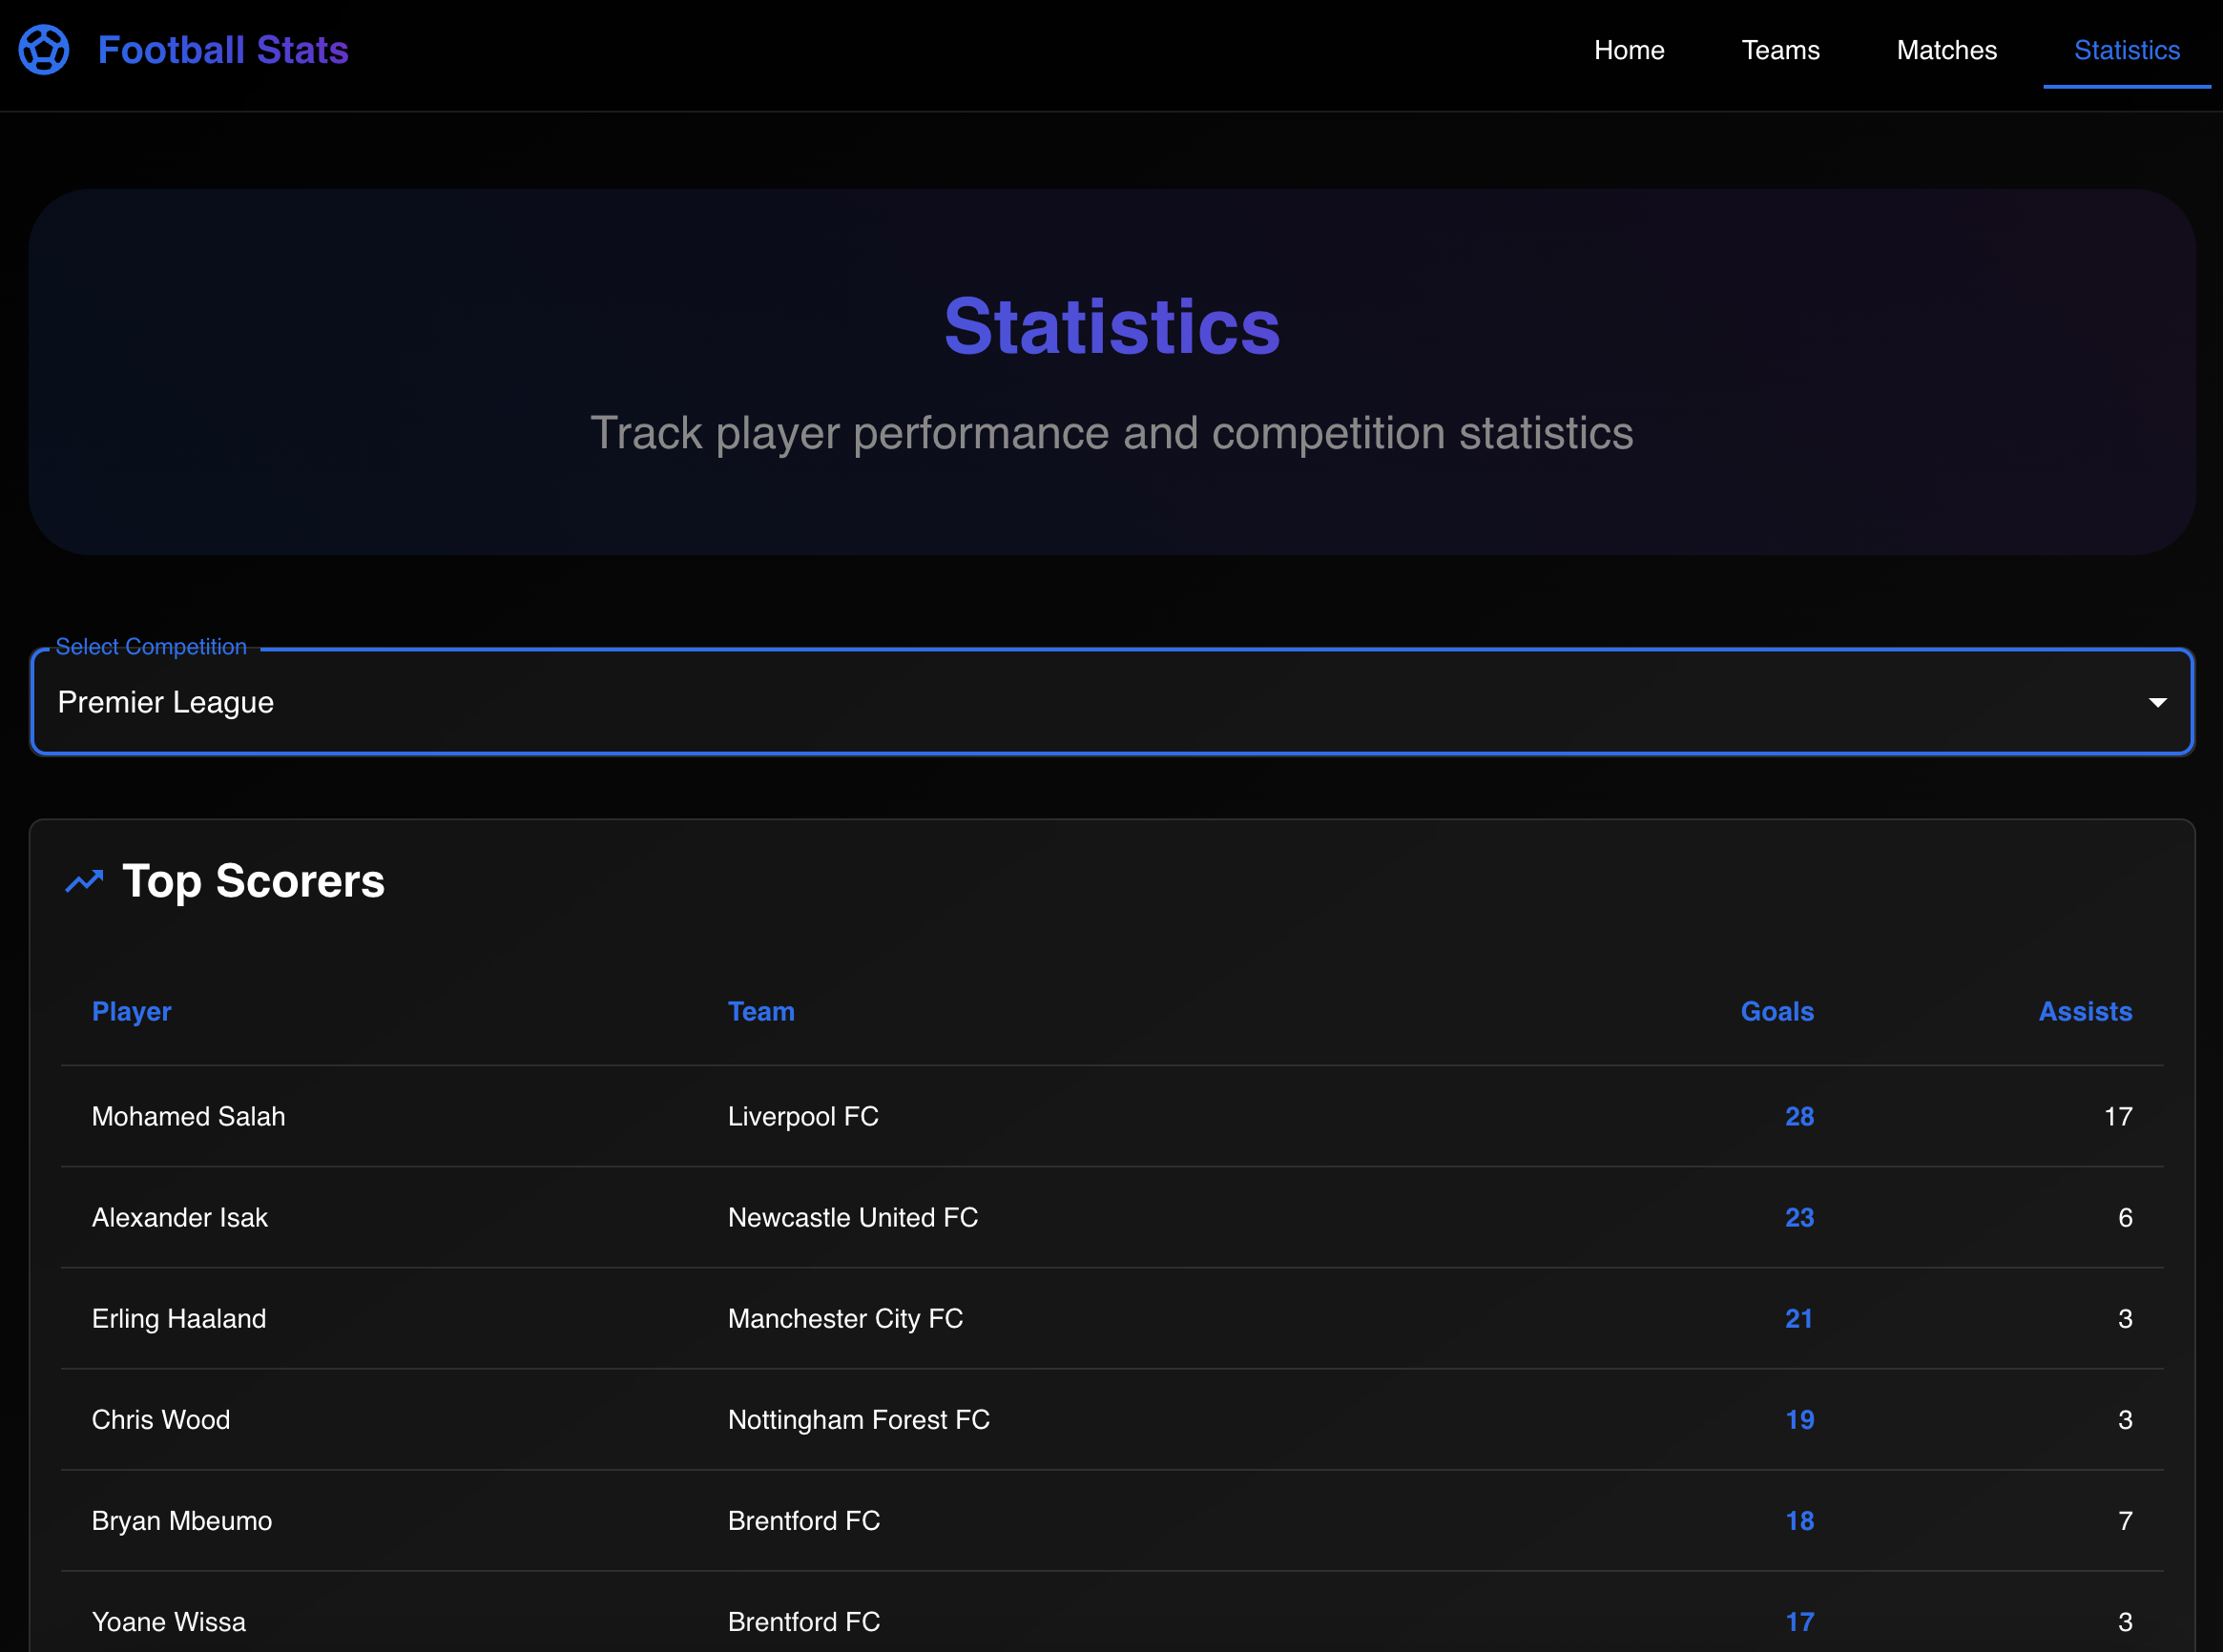 Football Stats Home Teams Matches Statistics
Statistics
Track player performance and competition statistics
Select Competition
Premier League
Top Scorers
Player Team Goals Assists
Mohamed Salah Liverpool FC 28 17
Alexander Isak Newcastle United FC 23 6
Erling Haaland Manchester City FC 21 3
Chris Wood Nottingham Forest FC 19 3
Bryan Mbeumo Brentford FC 18 7
Yoane Wissa Brentford FC 17 3